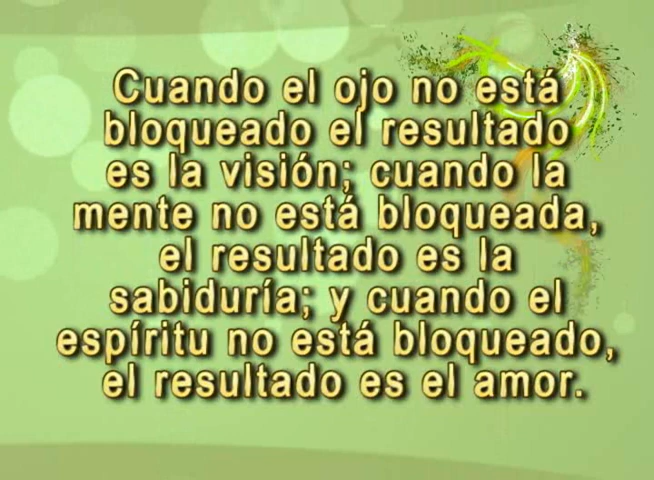 Cuando el ojo no está
bloqueado el resultado
es la visión; cuando la
mente no está bloqueada,
el resultado es la
sabiduría; y cuando el
espíritu no está bloqueado,
el resultado es el amor.